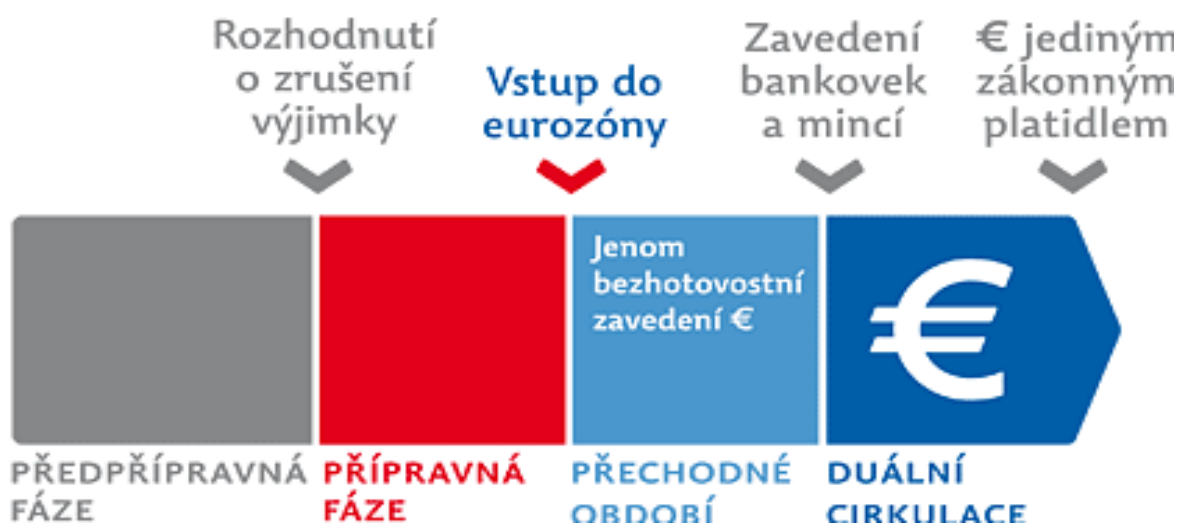 Rozhodnutí
o zrušení
výjimky
Vstup do
eurozóny
Zavedení
bankovek
a mincí
€ jediným
zákonným
platidlem
Jenom
bezhotovostní
zavedení €
€
PŘEDPŘÍPRAVNÁ
FÁZE
PŘÍPRAVNÁ
FÁZE
PŘECHODNÉ
OBDOBÍ
DUÁLNÍ
CIRKULACE